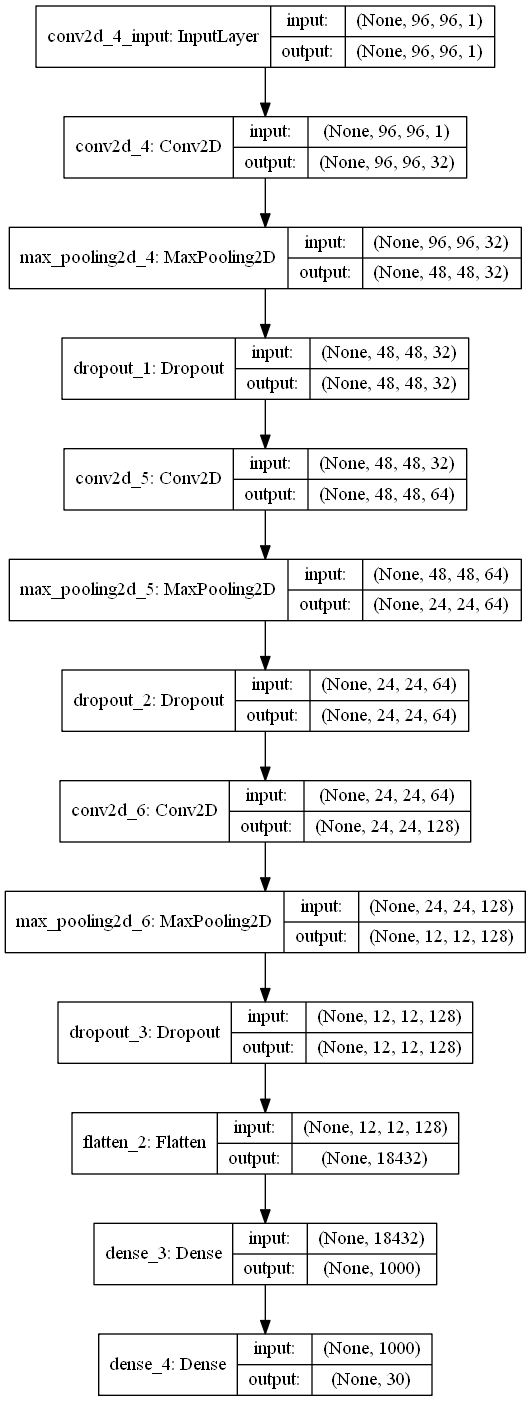 conv2d_4_input: InputLayer
input: (None, 96, 96, 1)
output: (None, 96, 96, 1)
conv2d_4: Conv2D
input: (None, 96, 96, 1)
output: (None, 96, 96, 32)
max_pooling2d_4: MaxPooling2D
input: (None, 96, 96, 32)
output: (None, 48, 48, 32)
dropout_1: Dropout
input: (None, 48, 48, 32)
output: (None, 48, 48, 32)
conv2d_5: Conv2D
input: (None, 48, 48, 32)
output: (None, 48, 48, 64)
max_pooling2d_5: MaxPooling2D
input: (None, 48, 48, 64)
output: (None, 24, 24, 64)
dropout_2: Dropout
input: (None, 24, 24, 64)
output: (None, 24, 24, 64)
conv2d_6: Conv2D
input: (None, 24, 24, 64)
output: (None, 24, 24, 128)
max_pooling2d_6: MaxPooling2D
input: (None, 24, 24, 128)
output: (None, 12, 12, 128)
dropout_3: Dropout
input: (None, 12, 12, 128)
output: (None, 12, 12, 128)
flatten_2: Flatten
input: (None, 12, 12, 128)
output: (None, 18432)
dense_3: Dense
input: (None, 18432)
output: (None, 1000)
dense_4: Dense
input: (None, 1000)
output: (None, 30)